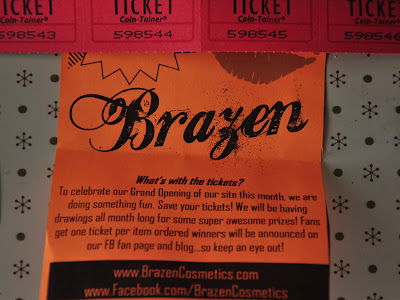 TICKET TICKET TICKET TICKET
Coin-Tainer® Coin-Tainer® Coin-Tainer® Coin-Tainer®
598543 598544 598545 598546
Brazen
What's with the tickets?
To celebrate our Grand Opening of our site this month, we are
doing something fun. Save your tickets! We will be having
drawings all month long for some super awesome prizes! Fans
get one ticket per item ordered winners will be announced on
our FB fan page and blog...so keep an eye out!
www.BrazenCosmetics.com
www.Facebook.com/BrazenCosmetics